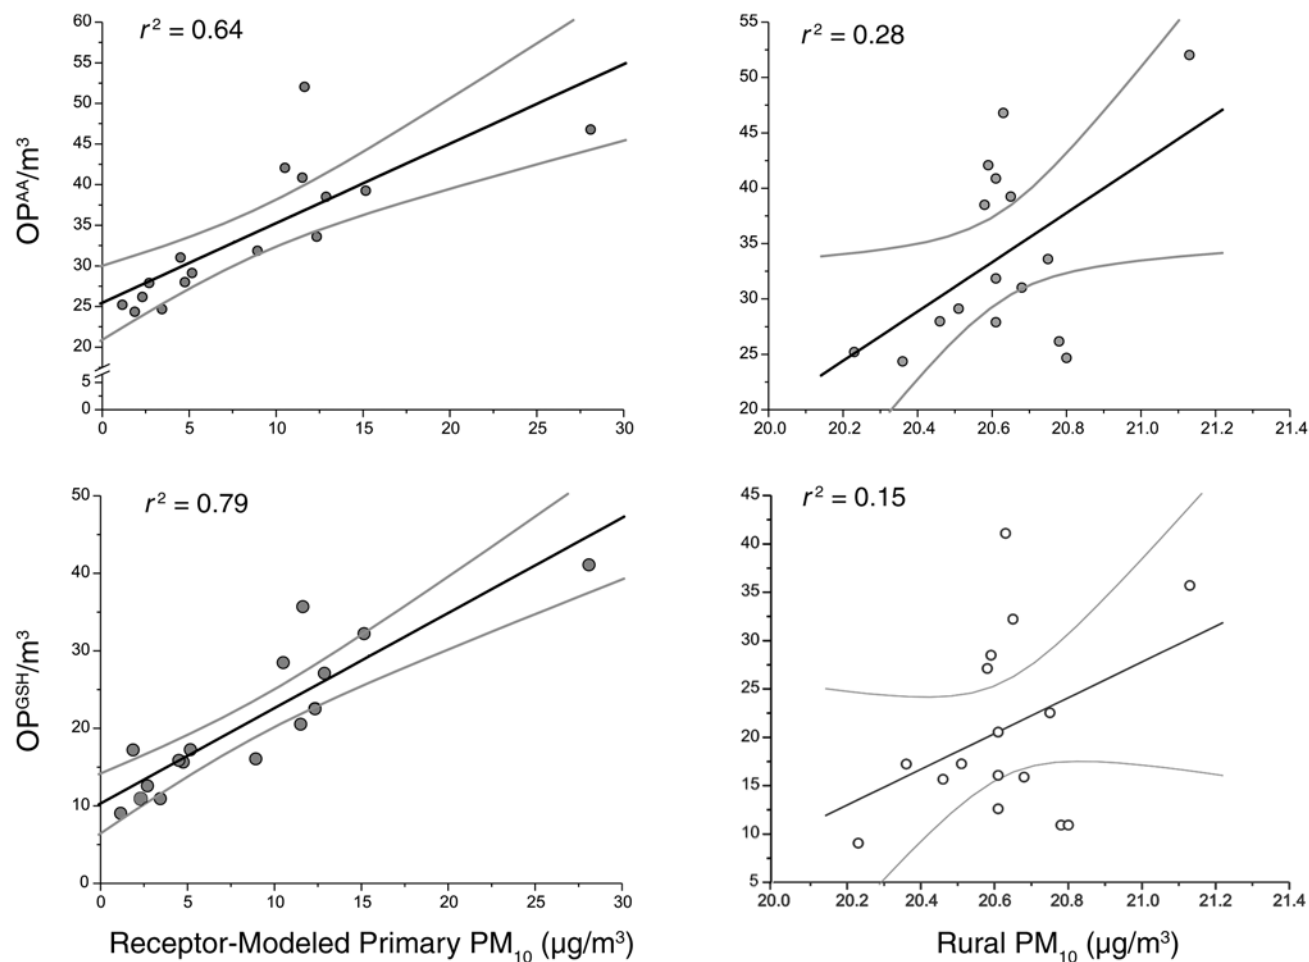 r² = 0.64
60
55
50
45
40
35
30
25
20
5
0
OP^AA/m³
0 5 10 15 20 25 30
r² = 0.28
55
50
45
40
35
30
25
20
20.0 20.2 20.4 20.6 20.8 21.0 21.2 21.4
r² = 0.79
50
40
30
20
10
0
OP^GSH/m³
0 5 10 15 20 25 30
Receptor-Modeled Primary PM₁₀ (µg/m³)
r² = 0.15
45
40
35
30
25
20
15
10
5
20.0 20.2 20.4 20.6 20.8 21.0 21.2 21.4
Rural PM₁₀ (µg/m³)